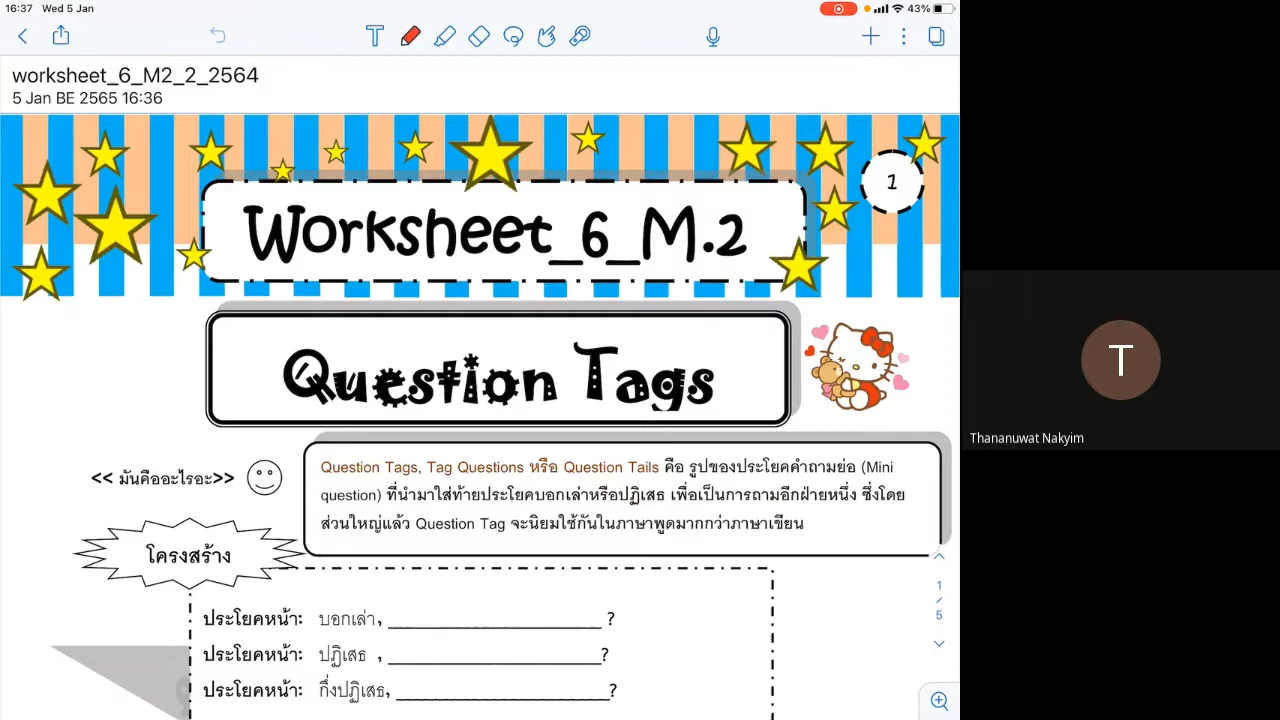 16:37 Wed 5 Jan
43%
worksheet_6_M2_2_2564
5 Jan BE 2565 16:36
1
Worksheet_6_M.2
Question Tags
<< มันคืออะไรอะ>>
Question Tags, Tag Questions หรือ Question Tails คือ รูปของประโยคคำถามย่อ (Mini
question) ที่นำมาใส่ท้ายประโยคบอกเล่าหรือปฏิเสธ เพื่อเป็นการถามอีกฝ่ายหนึ่ง ซึ่งโดย
ส่วนใหญ่แล้ว Question Tag จะนิยมใช้กันในภาษาพูดมากกว่าภาษาเขียน
โครงสร้าง
ประโยคหน้า: บอกเล่า, ______________________ ?
ประโยคหน้า: ปฏิเสธ , ______________________?
ประโยคหน้า: กึ่งปฏิเสธ, ______________________?
1
/
5
T
Thananuwat Nakyim